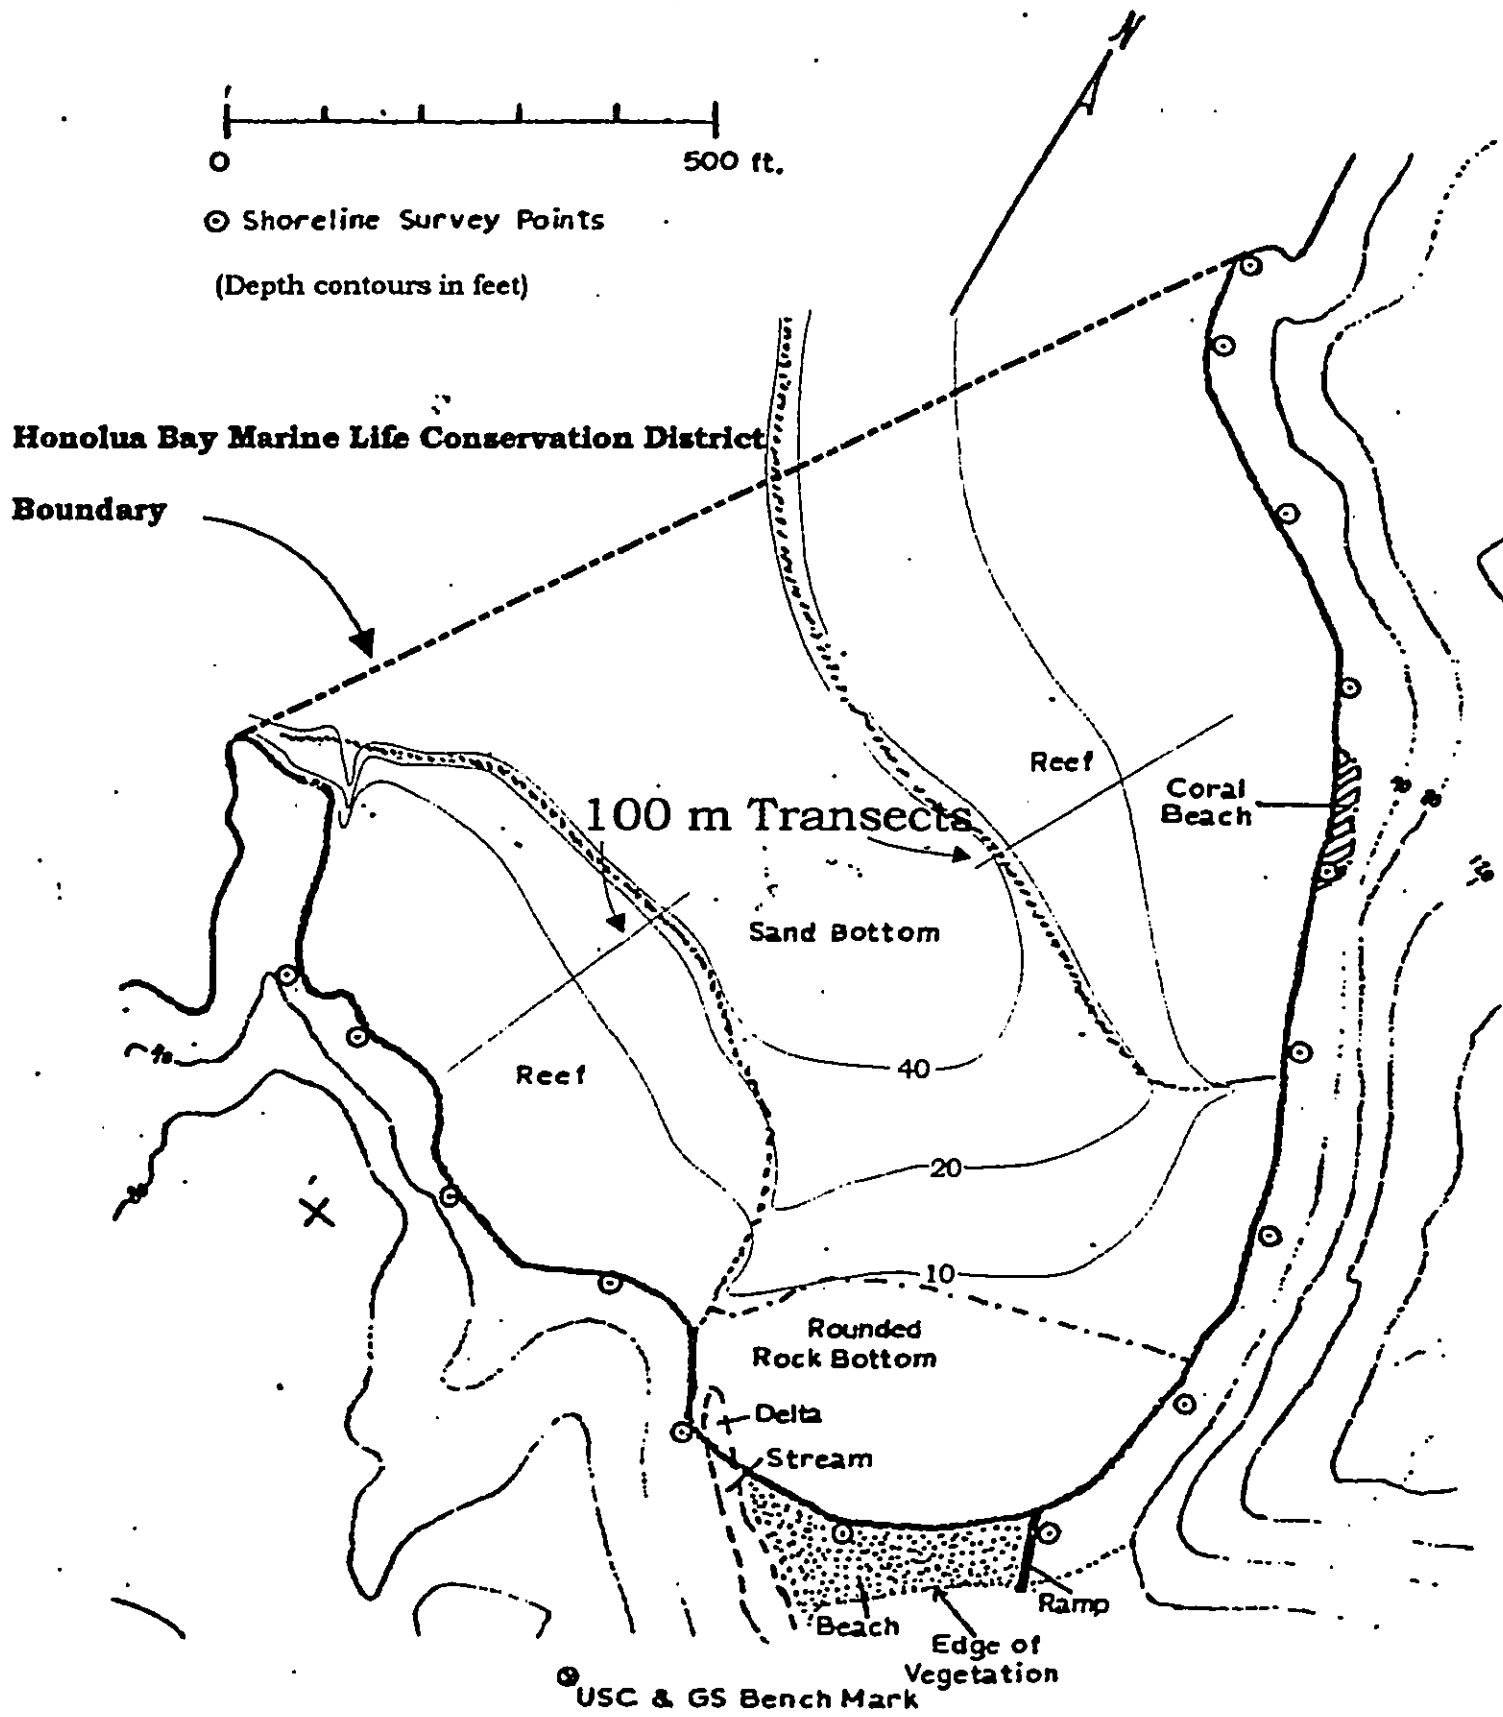 N
0 500 ft.
Shoreline Survey Points
(Depth contours in feet)
Honolua Bay Marine Life Conservation District
Boundary
Reef
Coral
Beach
100 m Transects
Sand Bottom
Reef
40
20
10
Rounded
Rock Bottom
Delta
Stream
Ramp
Beach
Edge of
Vegetation
USC & GS Bench Mark